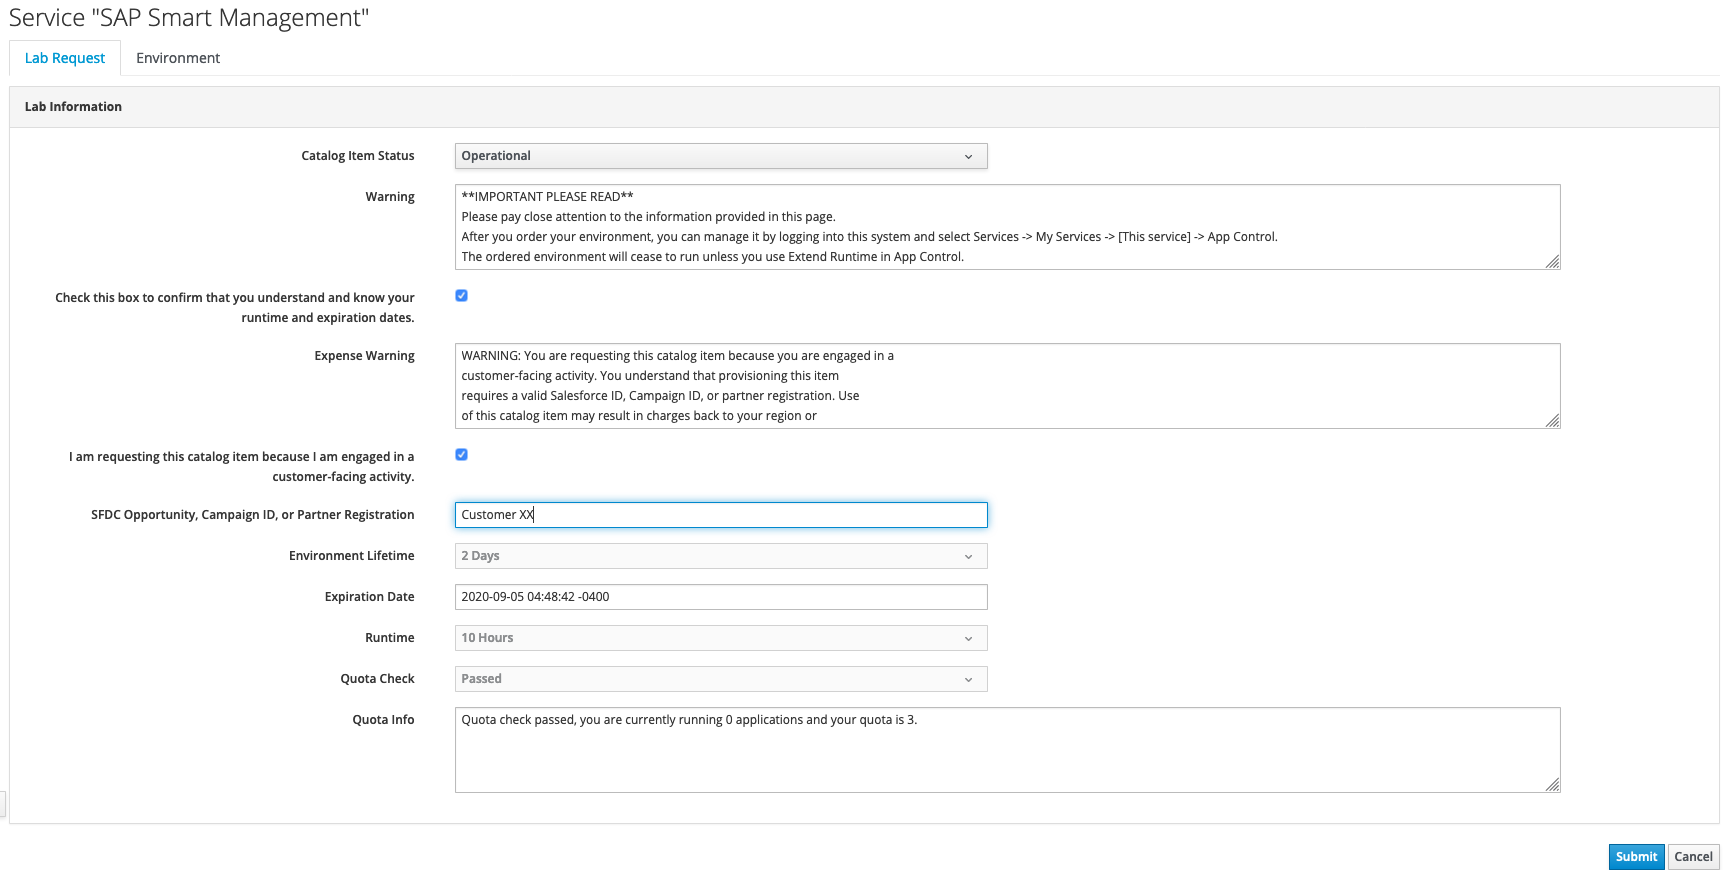 Service "SAP Smart Management"
Lab Request
Environment
Lab Information
Catalog Item Status
Operational
Warning
**IMPORTANT PLEASE READ**
Please pay close attention to the information provided in this page.
After you order your environment, you can manage it by logging into this system and select Services -> My Services -> [This service] -> App Control.
The ordered environment will cease to run unless you use Extend Runtime in App Control.
Check this box to confirm that you understand and know your
runtime and expiration dates.
Expense Warning
WARNING: You are requesting this catalog item because you are engaged in a
customer-facing activity. You understand that provisioning this item
requires a valid Salesforce ID, Campaign ID, or partner registration. Use
of this catalog item may result in charges back to your region or
I am requesting this catalog item because I am engaged in a
customer-facing activity.
SFDC Opportunity, Campaign ID, or Partner Registration
Customer XX
Environment Lifetime
2 Days
Expiration Date
2020-09-05 04:48:42 -0400
Runtime
10 Hours
Quota Check
Passed
Quota Info
Quota check passed, you are currently running 0 applications and your quota is 3.
Submit
Cancel